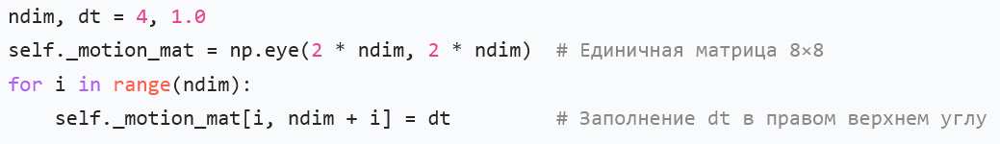 ndim, dt = 4, 1.0
self._motion_mat = np.eye(2 * ndim, 2 * ndim)  # Единичная матрица 8×8
for i in range(ndim):
    self._motion_mat[i, ndim + i] = dt         # Заполнение dt в правом верхнем углу